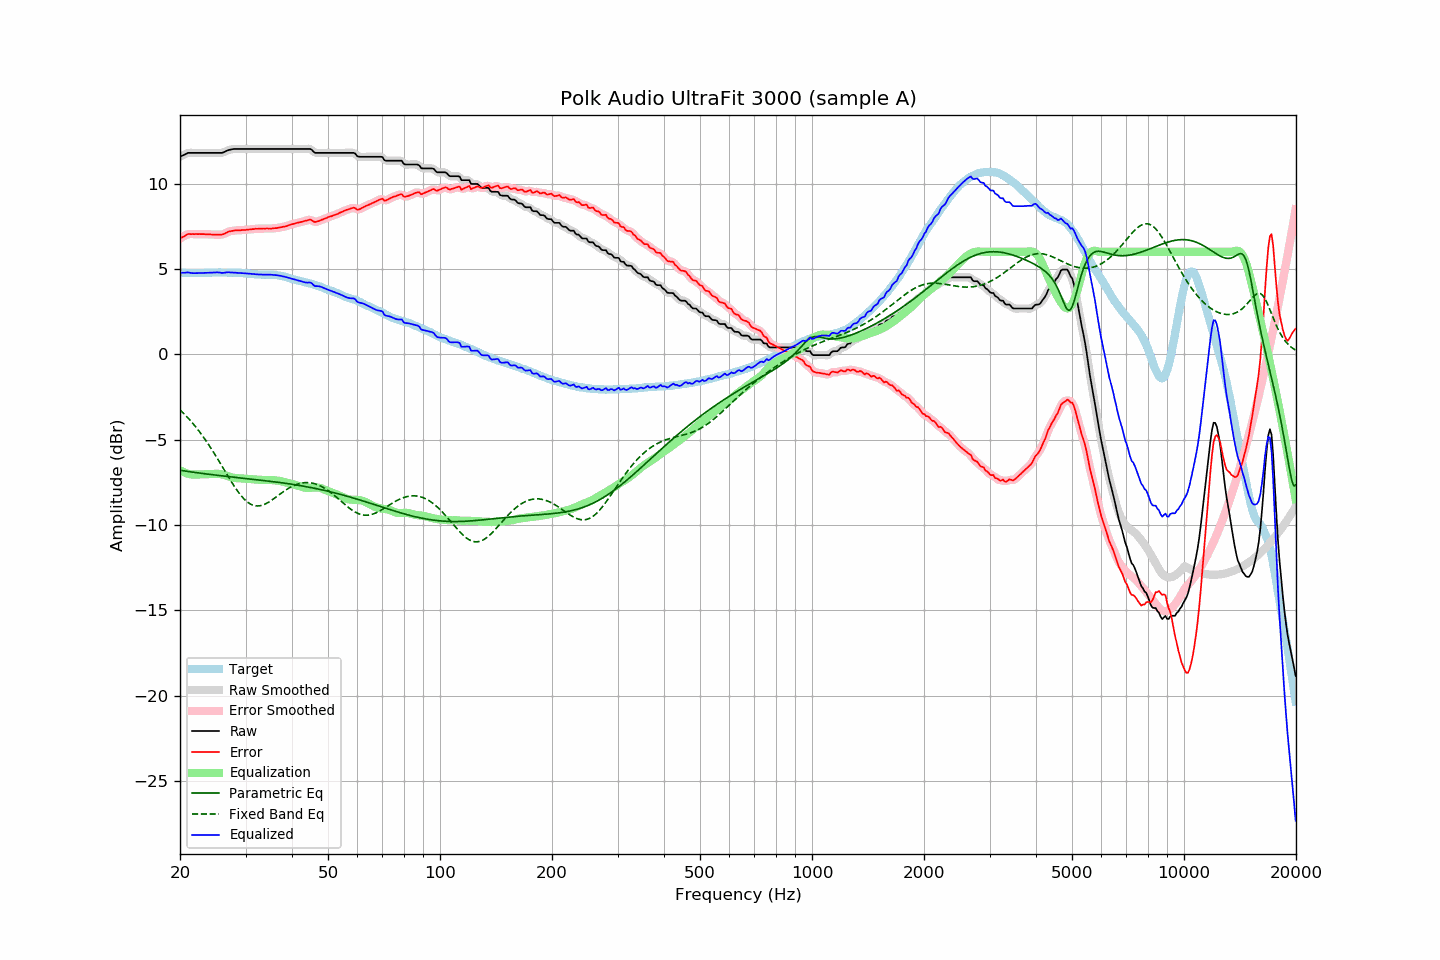 Polk Audio UltraFit 3000 (sample A)
Amplitude (dBr)
10
5
0
−5
−10
−15
−20
−25
Target
Raw Smoothed
Error Smoothed
Raw
Error
Equalization
Parametric Eq
Fixed Band Eq
Equalized
20 50 100 200 500 1000 2000 5000 10000 20000
Frequency (Hz)